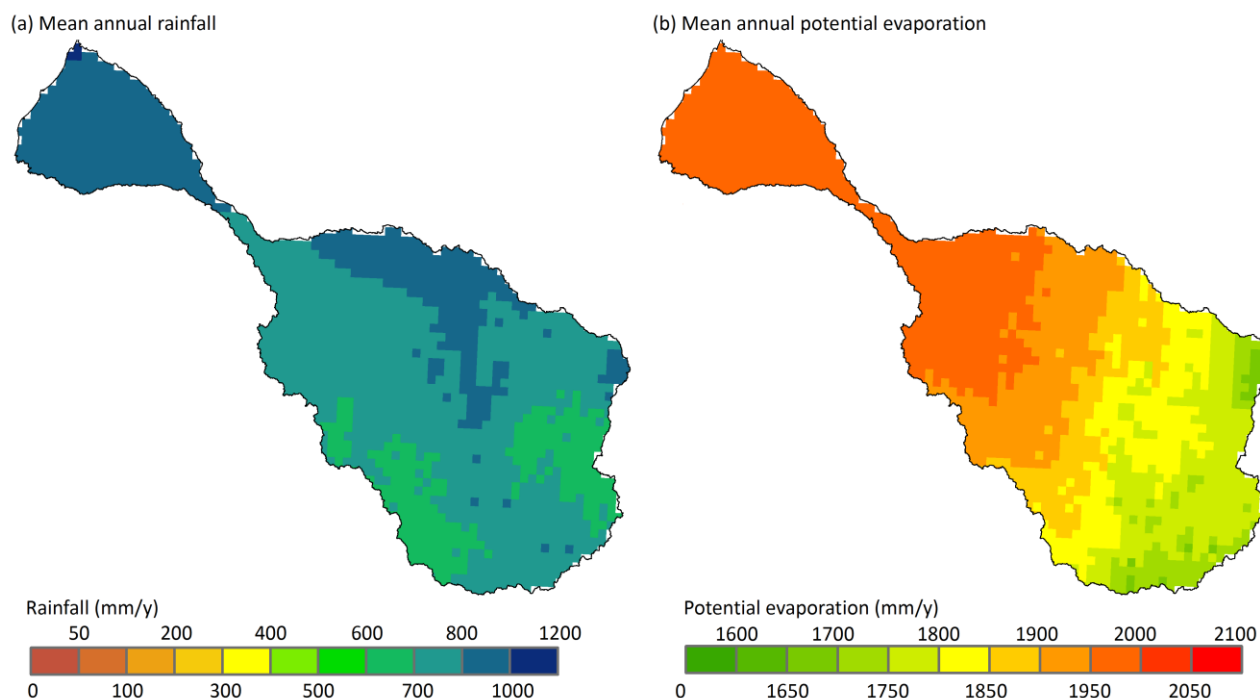 (a) Mean annual rainfall
(b) Mean annual potential evaporation
Rainfall (mm/y)
50 200 400 600 800 1200
0 100 300 500 700 1000
Potential evaporation (mm/y)
1600 1700 1800 1900 2000 2100
0 1650 1750 1850 1950 2050